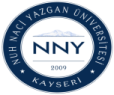 NUH NACİ YAZGAN ÜNİVERSİTESİ
NNY
2009
KAYSERİ